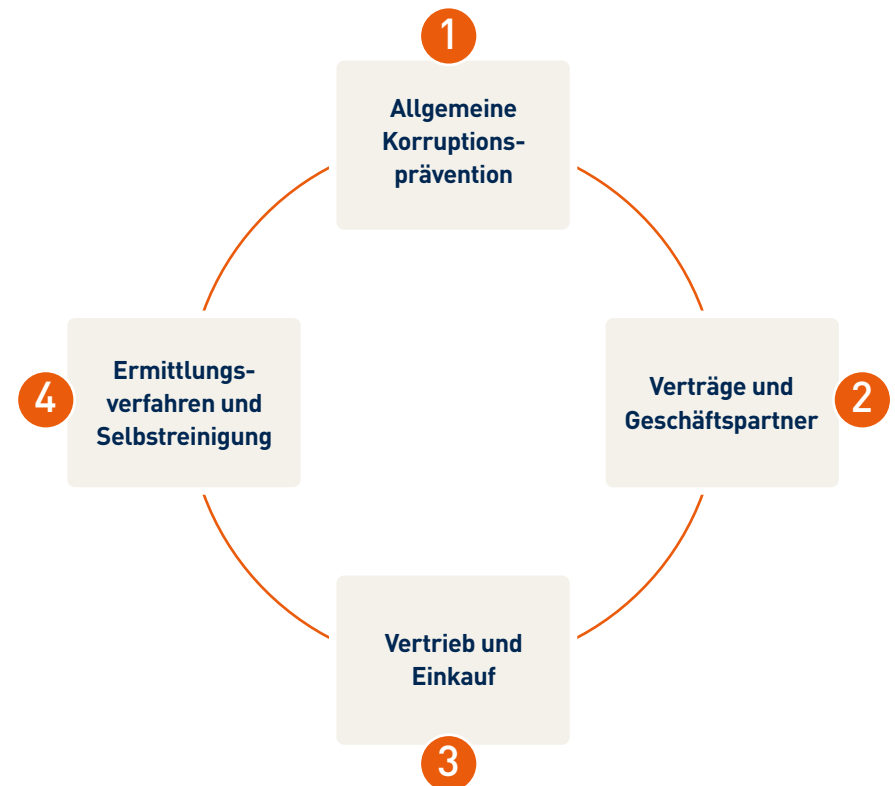 1
Allgemeine
Korruptions-
prävention
2
Verträge und
Geschäftspartner
3
Vertrieb und
Einkauf
4
Ermittlungs-
verfahren und
Selbstreinigung